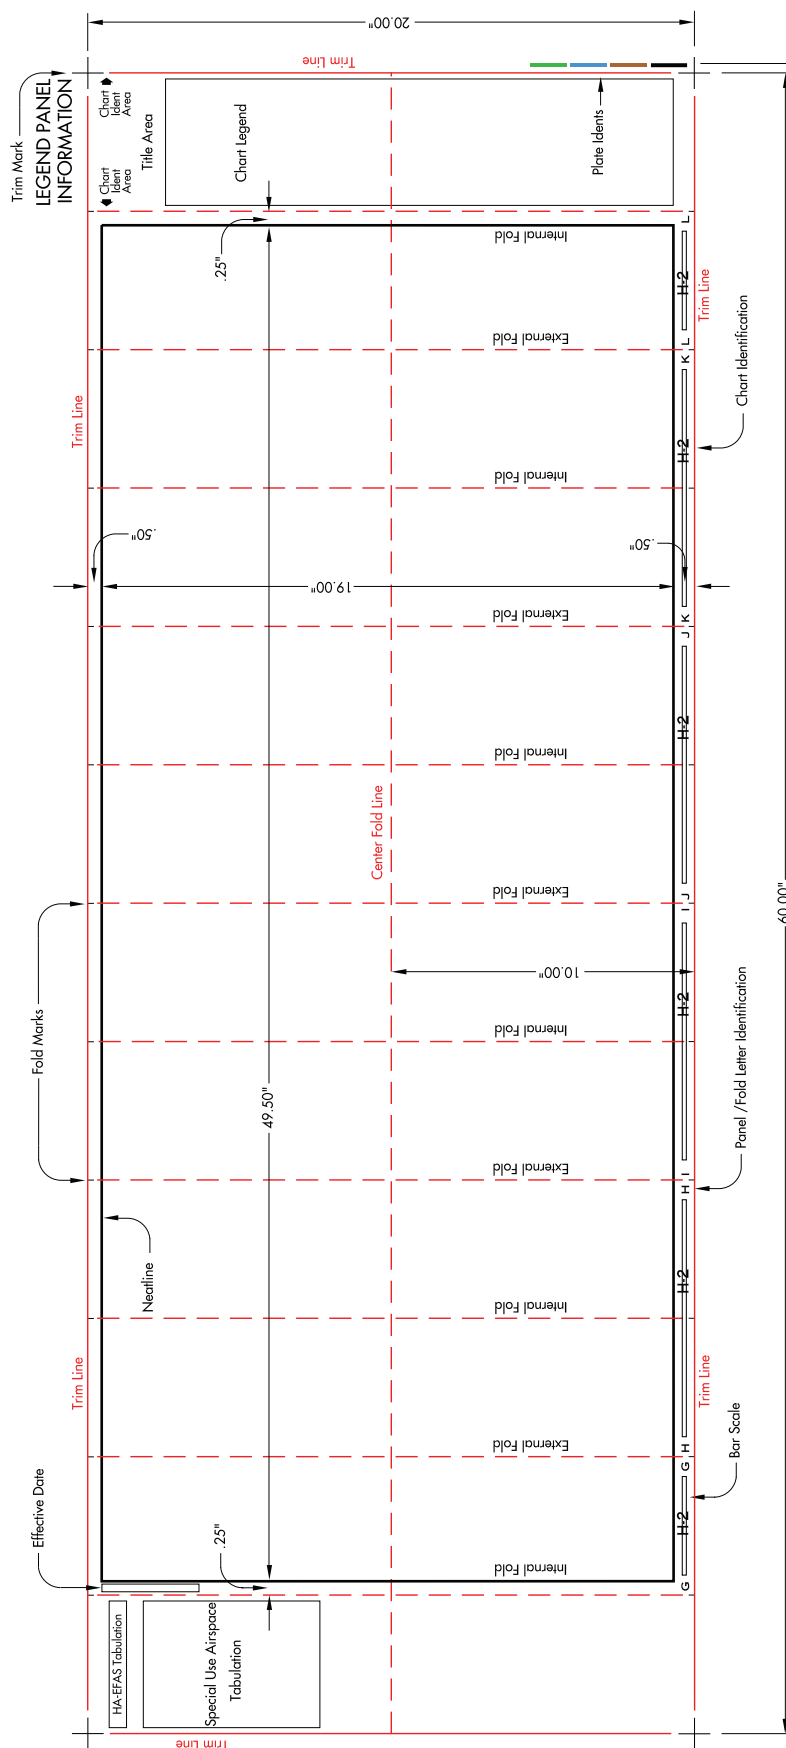 20.00"
Trim Line
Trim Mark
LEGEND PANEL
INFORMATION
Chart
Ident
Area
Chart
Ident
Area
Title Area
Chart Legend
Plate Idents
.25"
Internal Fold
L
H-2
Trim Line
L
External Fold
K
Trim Line
H-2
Chart Identification
Internal Fold
.50"
.50"
19.00"
K
External Fold
J
H-2
Internal Fold
Center Fold Line
J
External Fold
I
60.00"
10.00"
H-2
Fold Marks
Internal Fold
Panel /Fold Letter Identification
49.50"
I
External Fold
H
Neatline
H-2
Internal Fold
Trim Line
Trim Line
H
External Fold
G
Bar Scale
Effective Date
.25"
H-2
Internal Fold
G
HA-EFAS Tabulation
Special Use Airspace
Tabulation
Trim Line